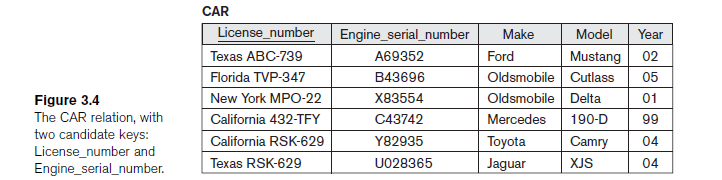 CAR
License_number Engine_serial_number Make Model Year
Texas ABC-739 A69352 Ford Mustang 02
Florida TVP-347 B43696 Oldsmobile Cutlass 05
New York MPO-22 X83554 Oldsmobile Delta 01
California 432-TFY C43742 Mercedes 190-D 99
California RSK-629 Y82935 Toyota Camry 04
Texas RSK-629 U028365 Jaguar XJS 04
Figure 3.4
The CAR relation, with
two candidate keys:
License_number and
Engine_serial_number.